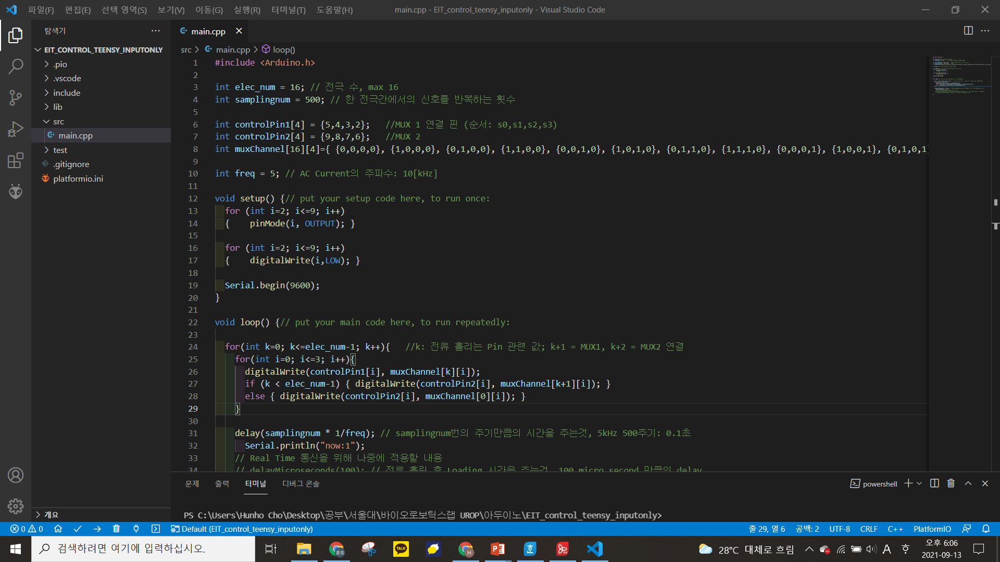 파일(F) 편집(E) 선택 영역(S) 보기(V) 이동(G) 실행(R) 터미널(T) 도움말(H)
main.cpp - EIT_control_teensy_inputonly - Visual Studio Code
탐색기
main.cpp
EIT_CONTROL_TEENSY_INPUTONLY
.pio
.vscode
include
lib
src
main.cpp
test
.gitignore
platformio.ini
개요
src > main.cpp > loop()
1 #include <Arduino.h>
2
3 int elec_num = 16; // 전극 수, max 16
4 int samplingnum = 500; // 한 전극간에서의 신호를 반복하는 횟수
5
6 int controlPin1[4] = {5,4,3,2};   //MUX 1 연결 핀 (순서: s0,s1,s2,s3)
7 int controlPin2[4] = {9,8,7,6};   //MUX 2
8 int muxChannel[16][4]={ {0,0,0,0}, {1,0,0,0}, {0,1,0,0}, {1,1,0,0}, {0,0,1,0}, {1,0,1,0}, {0,1,1,0}, {1,1,1,0}, {0,0,0,1}, {1,0,0,1}, {0,1,0,1
9
10 int freq = 5; // AC Current의 주파수: 10[kHz]
11
12 void setup() {// put your setup code here, to run once:
13   for (int i=2; i<=9; i++)
14   {    pinMode(i, OUTPUT); }
15
16   for (int i=2; i<=9; i++)
17   {    digitalWrite(i,LOW); }
18
19   Serial.begin(9600);
20 }
21
22 void loop() {// put your main code here, to run repeatedly:
23
24   for(int k=0; k<=elec_num-1; k++){   //k: 전류 흘리는 Pin 관련 값; k+1 = MUX1, k+2 = MUX2 연결
25     for(int i=0; i<=3; i++){
26       digitalWrite(controlPin1[i], muxChannel[k][i]);
27       if (k < elec_num-1) { digitalWrite(controlPin2[i], muxChannel[k+1][i]); }
28       else { digitalWrite(controlPin2[i], muxChannel[0][i]); }
29     }
30
31     delay(samplingnum * 1/freq); // samplingnum번의 주기만큼의 시간을 주는것, 5kHz 500주기: 0.1초
32       Serial.println("now:1");
33     // Real Time 통신을 위해 나중에 적용할 내용
34     // delayMicroseconds(100); // 전류 흘린 후 Loading 시간을 주는것, 100 micro second 만큼의 delay
문제 출력 터미널 디버그 콘솔
powershell
PS C:\Users\Hunho Cho\Desktop\공부\서울대\바이오로보틱스랩 UROP\아두이노\EIT_control_teensy_inputonly>
0 0 Default (EIT_control_teensy_inputonly)
줄 29, 열 6 공백: 2 UTF-8 CRLF C++ PlatformIO
검색하려면 여기에 입력하십시오.
TALK
28°C 대체로 흐림
A
오후 6:06
2021-09-13